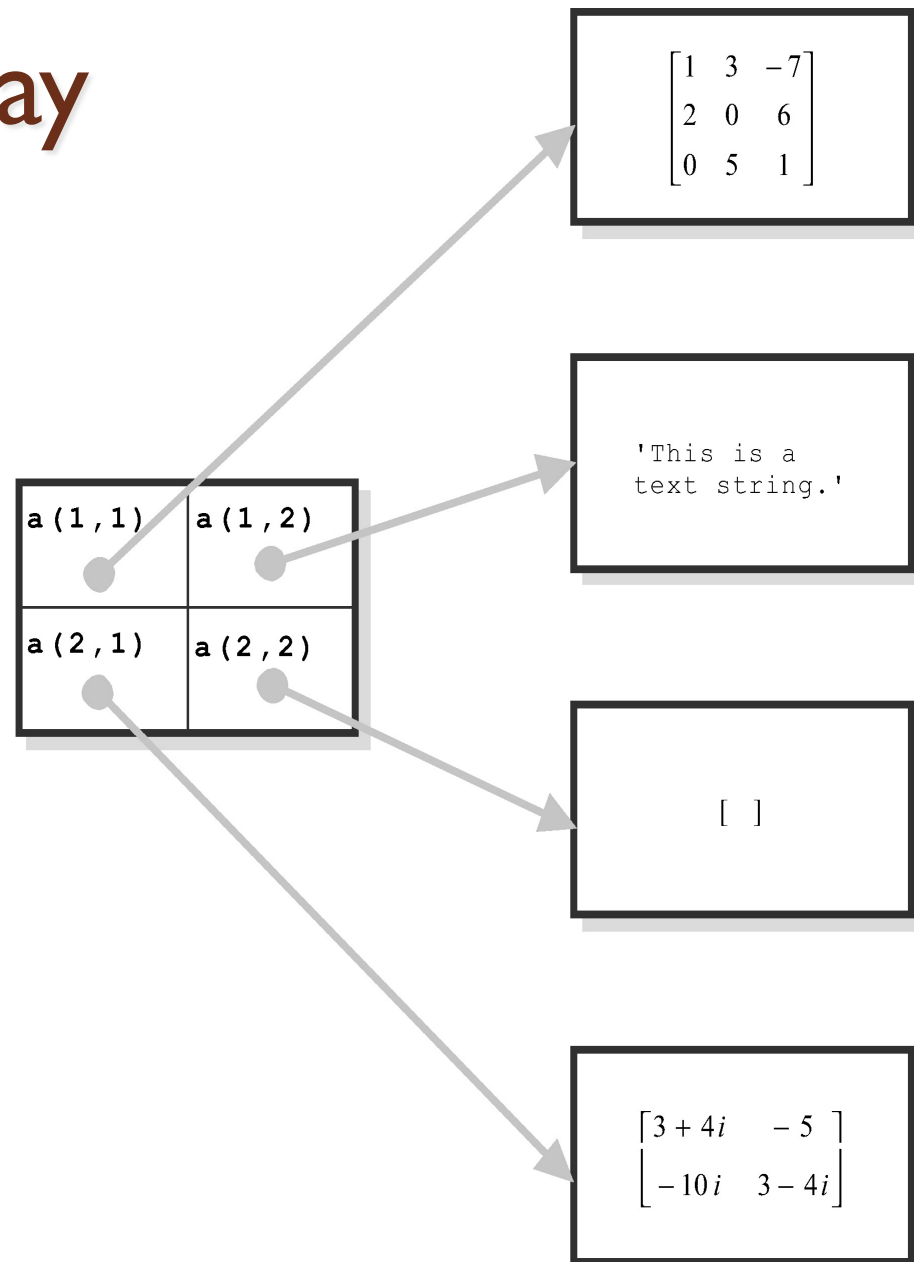 ay
[1 3 -7]
[2 0 6]
[0 5 1]
'This is a
text string.'
a(1,1) a(1,2)
a(2,1) a(2,2)
[ ]
[3 + 4i - 5]
[- 10i 3 - 4i]